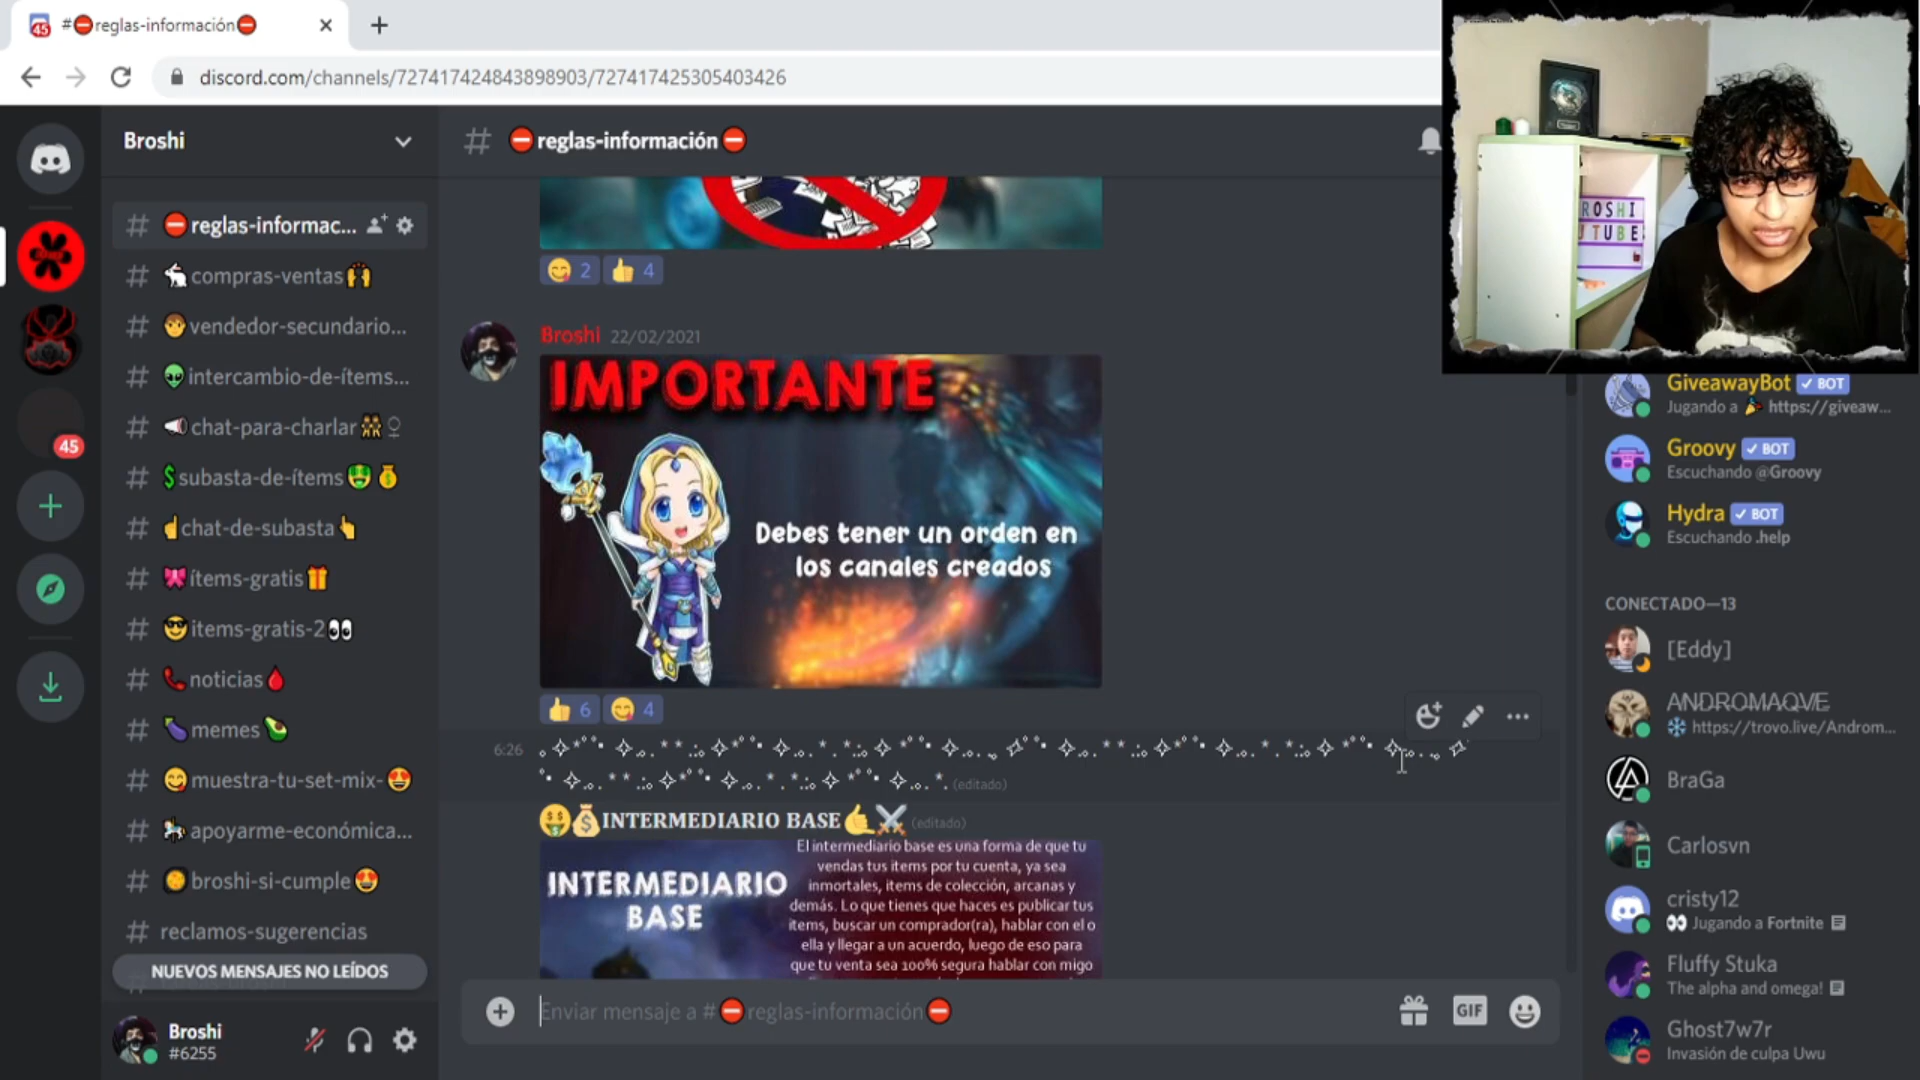 #⛔reglas-información⛔
discord.com/channels/727417424843898903/727417425305403426
45
Broshi
# ⛔reglas-informac...
# compras-ventas
# vendedor-secundario...
# intercambio-de-ítems...
# chat-para-charlar
# subasta-de-ítems
# chat-de-subasta
# ítems-gratis
# items-gratis-2
# noticias
# memes
# muestra-tu-set-mix-
# apoyarme-económica...
# broshi-si-cumple
# reclamos-sugerencias
NUEVOS MENSAJES NO LEÍDOS
Broshi
#6255
# ⛔reglas-información⛔
2 4
Broshi 22/02/2021
IMPORTANTE
Debes tener un orden en
los canales creados
6 4
6:26
(editado)
INTERMEDIARIO BASE (editado)
INTERMEDIARIO
BASE
El intermediario base es una forma de que tu
vendas tus items por tu cuenta, ya sea
inmortales, items de colección, arcanas y
demás. Lo que tienes que haces es publicar tus
items, buscar un comprador(ra), hablar con el o
ella y llegar a un acuerdo, luego de eso para
que tu venta sea 100% segura hablar con migo
Enviar mensaje a #⛔reglas-información⛔
GIF
ROSHI
UTUBE
GiveawayBot ✓ BOT
Jugando a https://giveaw...
Groovy ✓ BOT
Escuchando @Groovy
Hydra ✓ BOT
Escuchando .help
CONECTADO—13
[Eddy]
ANDROMAQVE
https://trovo.live/Androm...
BraGa
Carlosvn
cristy12
Jugando a Fortnite
Fluffy Stuka
The alpha and omega!
Ghost7w7r
Invasión de culpa Uwu